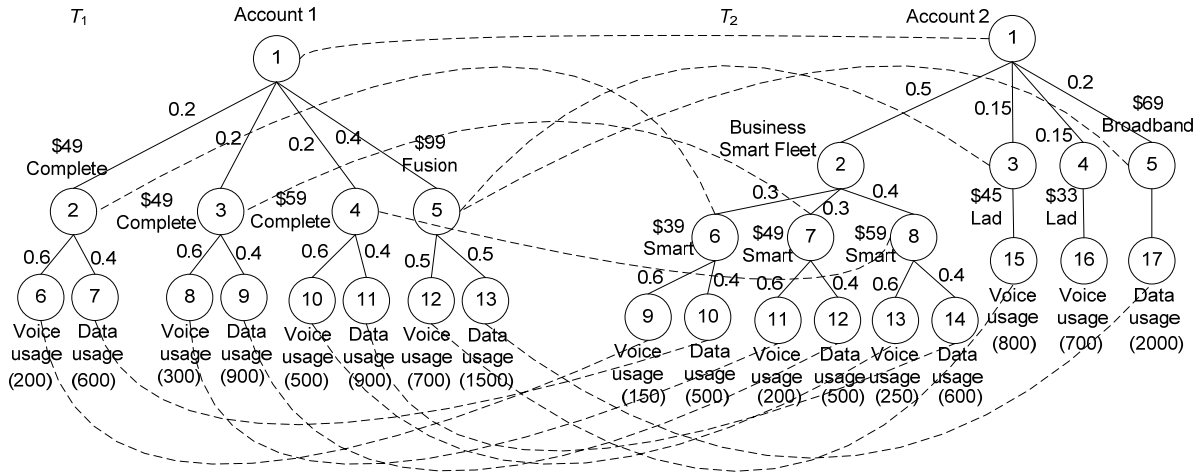 T1
Account 1
T2
Account 2
1
1
0.2
0.2
0.2
0.4
0.5
0.15
0.15
0.2
$49
Complete
$49
Complete
$59
Complete
$99
Fusion
Business
Smart Fleet
$69
Broadband
2
3
4
5
2
3
4
5
$45
Lad
$33
Lad
0.3
0.3
0.4
$39
Smart
$49
Smart
$59
Smart
6
7
8
0.6
0.4
0.6
0.4
0.6
0.4
0.5
0.5
0.6
0.4
0.6
0.4
0.6
0.4
6
7
8
9
10
11
12
13
9
10
11
12
13
14
15
16
17
Voice
usage
(200)
Data
usage
(600)
Voice
usage
(300)
Data
usage
(900)
Voice
usage
(500)
Data
usage
(900)
Voice
usage
(700)
Data
usage
(1500)
Voice
usage
(150)
Data
usage
(500)
Voice
usage
(200)
Data
usage
(500)
Voice
usage
(250)
Data
usage
(600)
Voice
usage
(800)
Voice
usage
(700)
Data
usage
(2000)